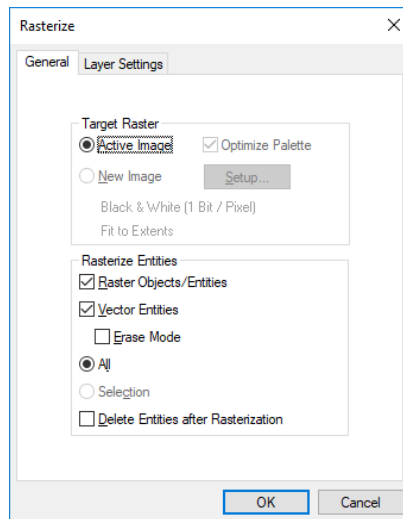 Rasterize
General Layer Settings
Target Raster
Active Image Optimize Palette
New Image Setup...
Black & White (1 Bit / Pixel)
Fit to Extents
Rasterize Entities
Raster Objects/Entities
Vector Entities
Erase Mode
All
Selection
Delete Entities after Rasterization
OK Cancel